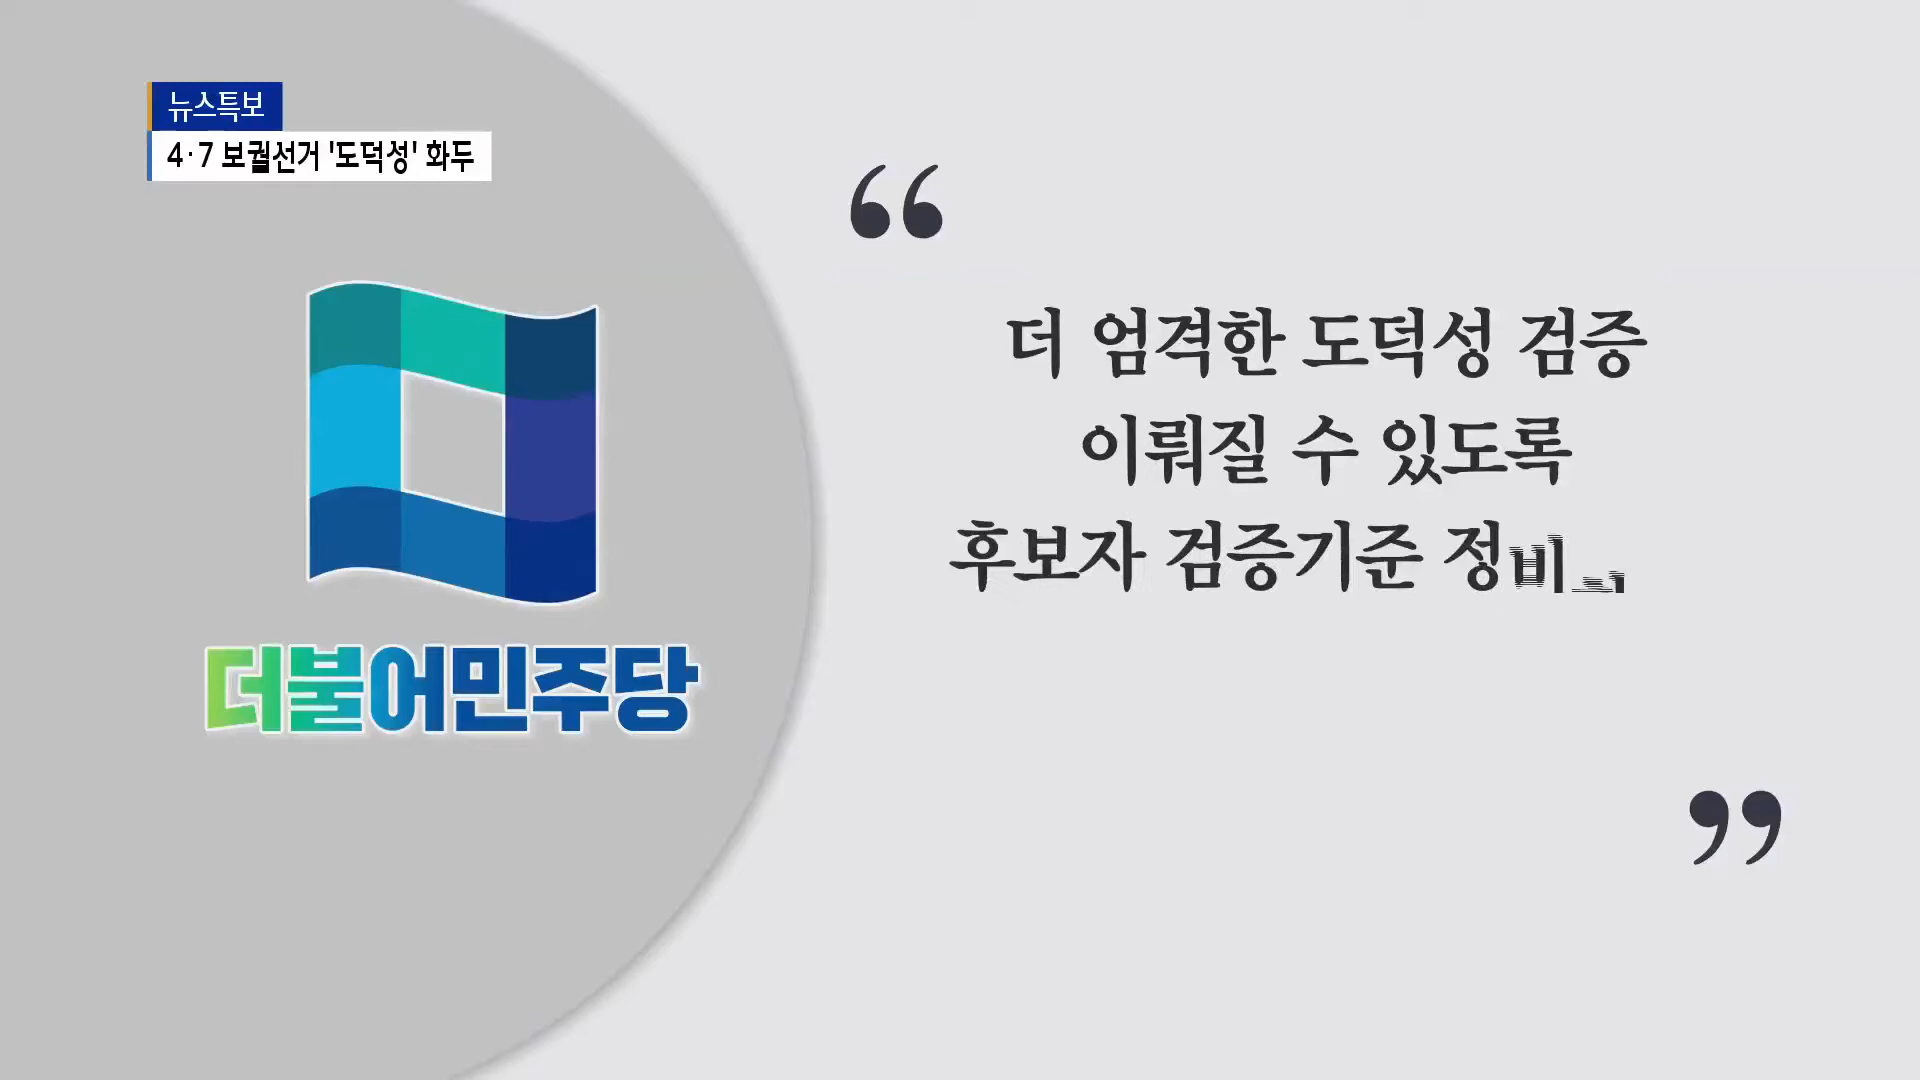 뉴스특보
4·7 보궐선거 '도덕성' 화두
더불어민주당
“
더 엄격한 도덕성 검증
이뤄질 수 있도록
후보자 검증기준 정비
”